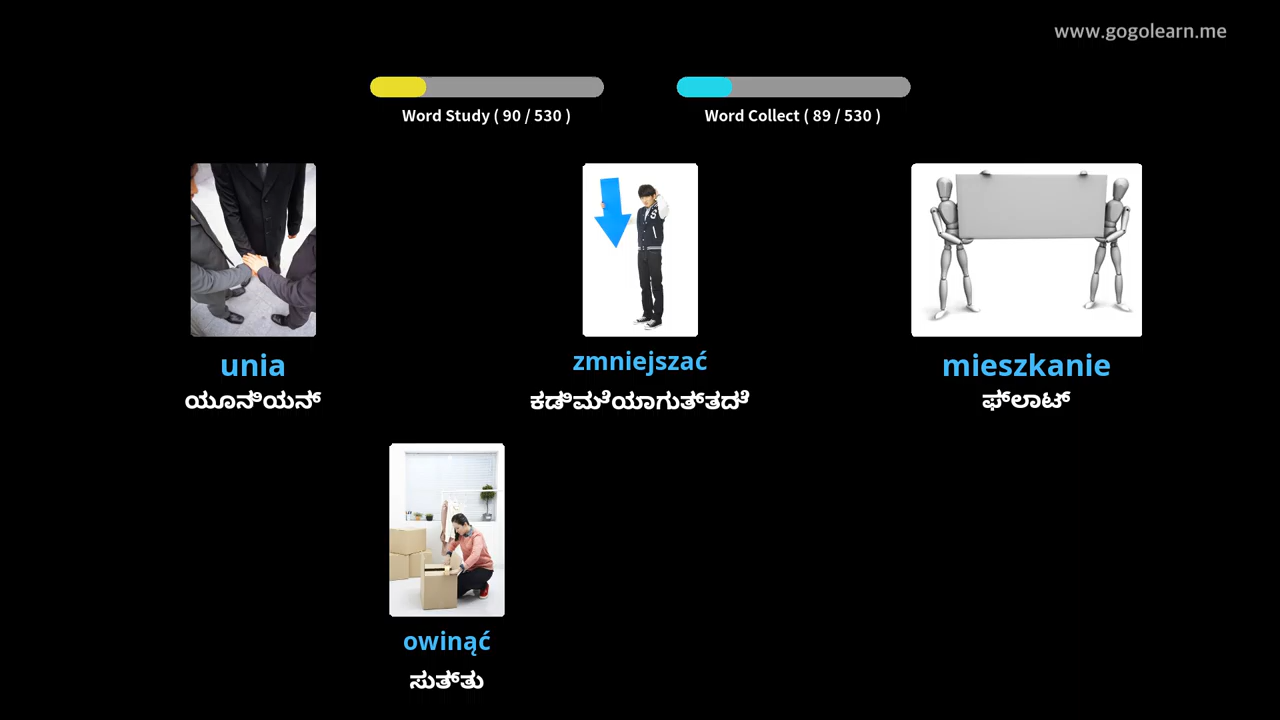 www.gogolearn.me
Word Study ( 90 / 530 )
Word Collect ( 89 / 530 )
unia
zmniejszać
mieszkanie
ಯೂನಿಯನ್
ಕಡಿಮೆಯಾಗುತ್ತದೆ
ಫ್ಲಾಟ್
owinąć
ಸುತ್ತು